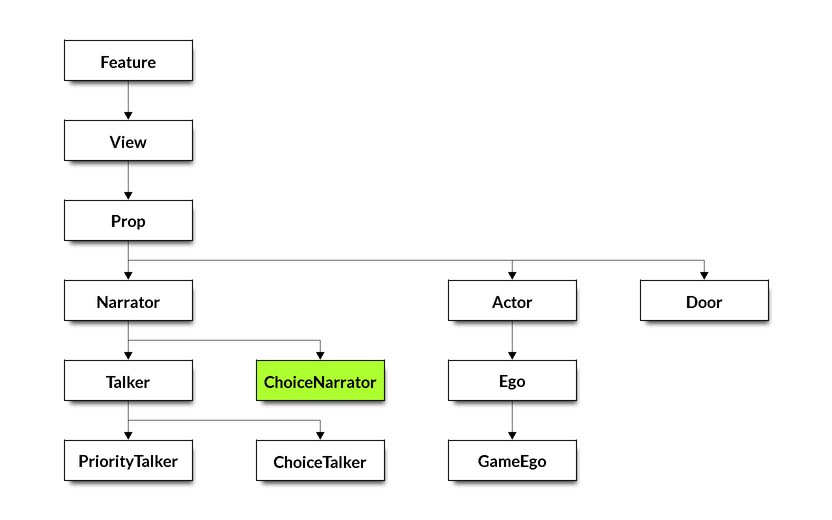 Feature
View
Prop
Narrator
Actor
Door
Talker
ChoiceNarrator
Ego
PriorityTalker
ChoiceTalker
GameEgo